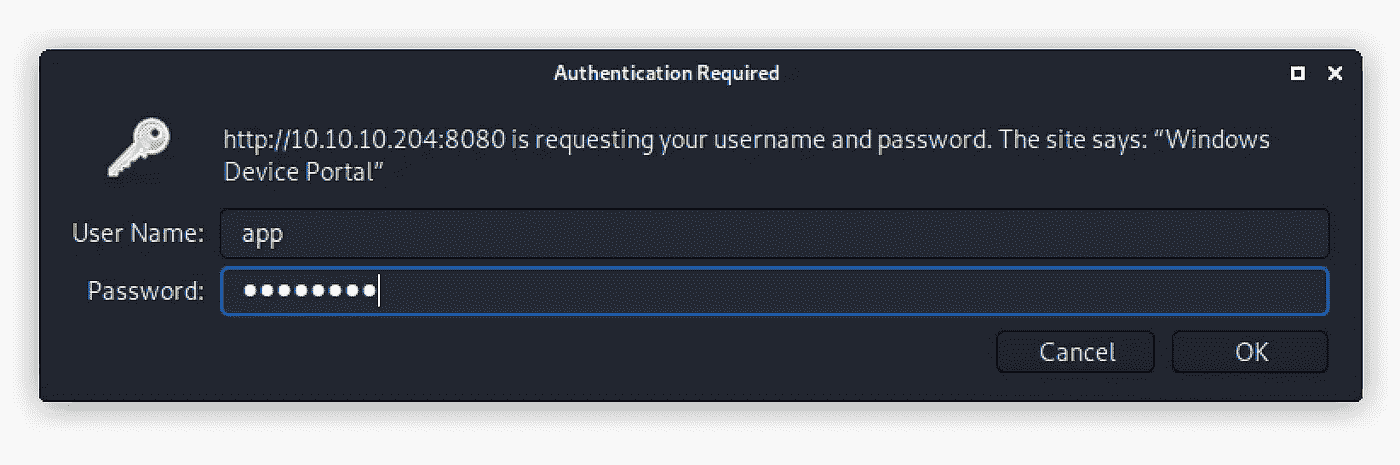 Authentication Required
http://10.10.10.204:8080 is requesting your username and password. The site says: “Windows
Device Portal”
User Name: app
Password: ●●●●●●●●
Cancel OK